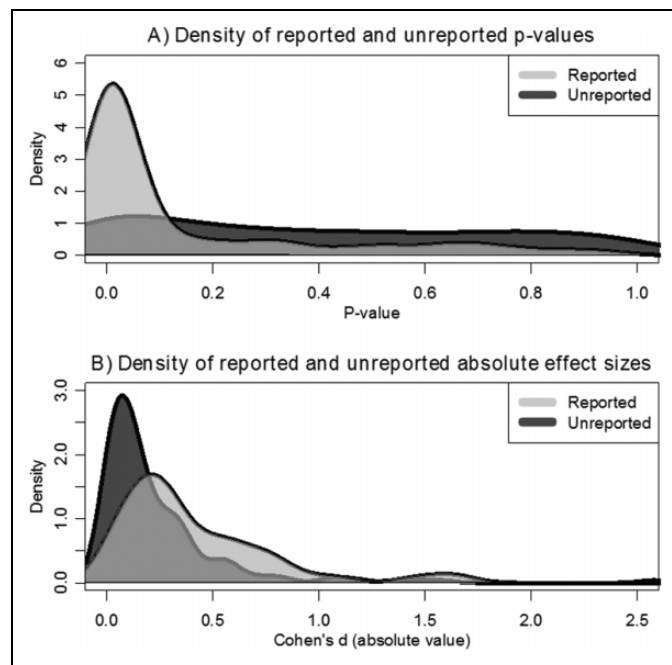 A) Density of reported and unreported p-values
6
5
4
3
2
1
0
Density
Reported
Unreported
0.0 0.2 0.4 0.6 0.8 1.0
P-value
B) Density of reported and unreported absolute effect sizes
3.0
2.0
1.0
0.0
Density
Reported
Unreported
0.0 0.5 1.0 1.5 2.0 2.5
Cohen's d (absolute value)